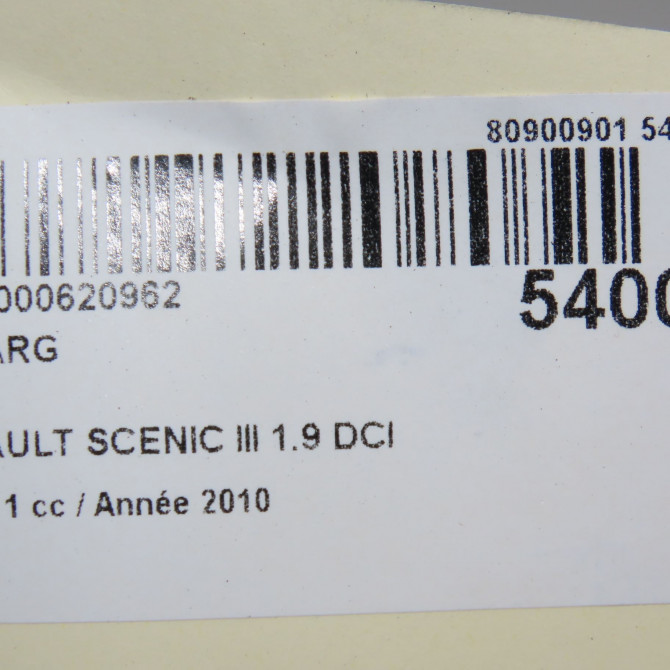 80900901 54
000620962
5400
ARG
AULT SCENIC III 1.9 DCI
1 cc / Année 2010